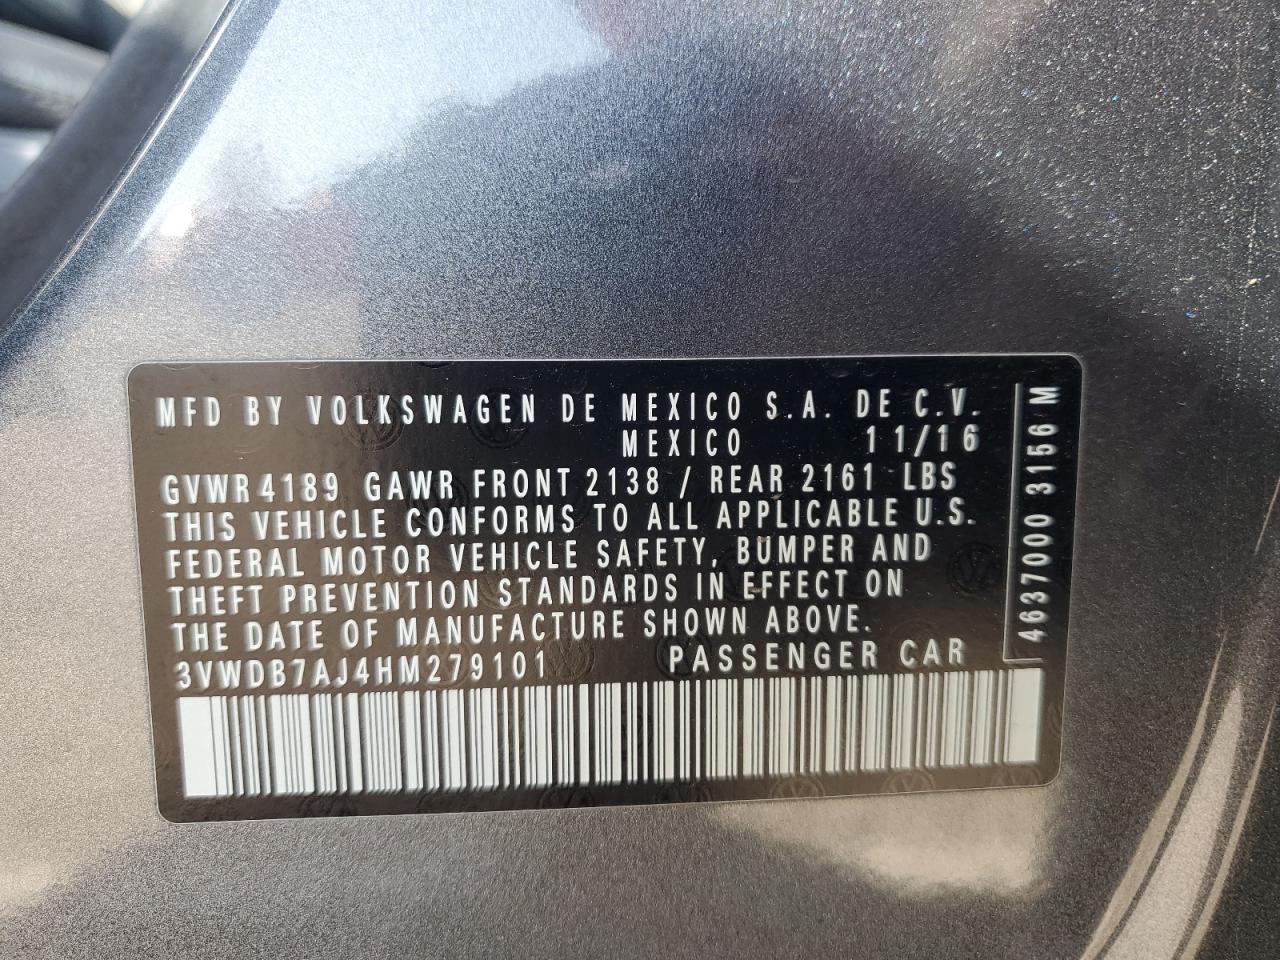 MFD BY VOLKSWAGEN DE MEXICO S.A. DE C.V.
MEXICO 11/16
GVWR 4189 GAWR FRONT 2138 / REAR 2161 LBS
THIS VEHICLE CONFORMS TO ALL APPLICABLE U.S.
FEDERAL MOTOR VEHICLE SAFETY, BUMPER AND
THEFT PREVENTION STANDARDS IN EFFECT ON
THE DATE OF MANUFACTURE SHOWN ABOVE.
3VWDB7AJ4HM279101 PASSENGER CAR
4637000 3156 M